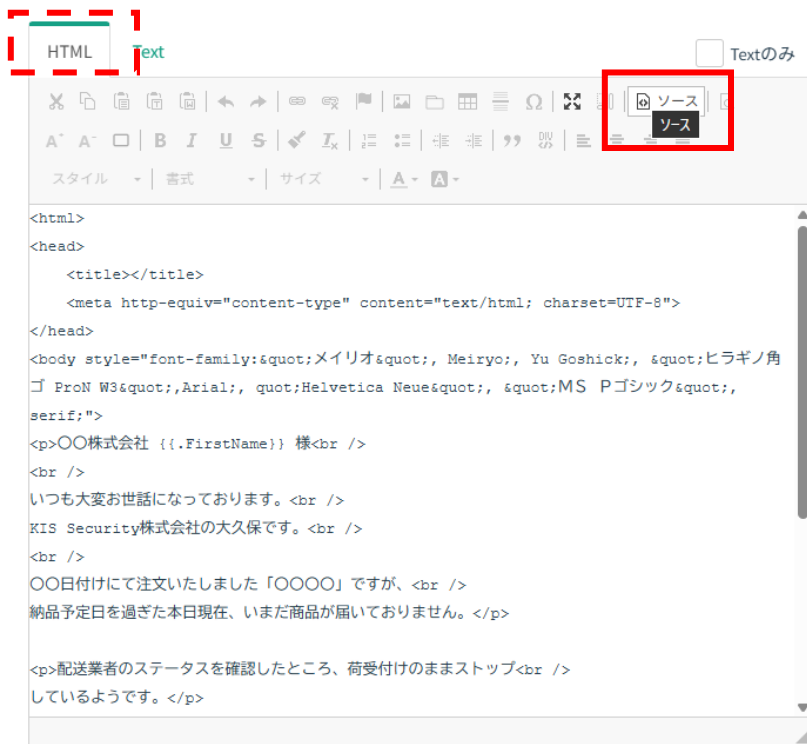 HTML Text Textのみ
ソース
ソース
スタイル 書式 サイズ
<html>
<head>
<title></title>
<meta http-equiv="content-type" content="text/html; charset=UTF-8">
</head>
<body style="font-family:&quot;メイリオ&quot;, Meiryo;, Yu Goshick;, &quot;ヒラギノ角
ゴ ProN W3&quot;,Arial;, quot;Helvetica Neue&quot;, &quot;ＭＳ Ｐゴシック&quot;,
serif;">
<p>〇〇株式会社 {{.FirstName}} 様<br />
<br />
いつも大変お世話になっております。<br />
KIS Security株式会社の大久保です。<br />
<br />
〇〇日付けにて注文いたしました「〇〇〇〇」ですが、<br />
納品予定日を過ぎた本日現在、いまだ商品が届いておりません。</p>
<p>配送業者のステータスを確認したところ、荷受付けのままストップ<br />
しているようです。</p>